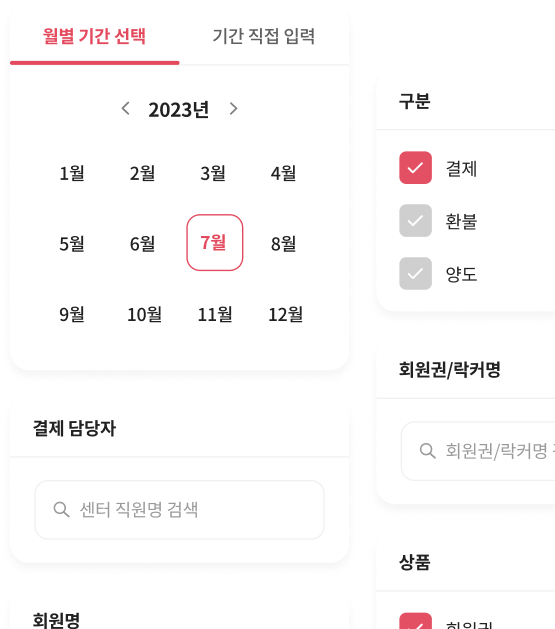 월별 기간 선택
기간 직접 입력
2023년
1월 2월 3월 4월
5월 6월 7월 8월
9월 10월 11월 12월
결제 담당자
센터 직원명 검색
회원명
구분
결제
환불
양도
회원권/락커명
회원권/락커명
상품
회원권